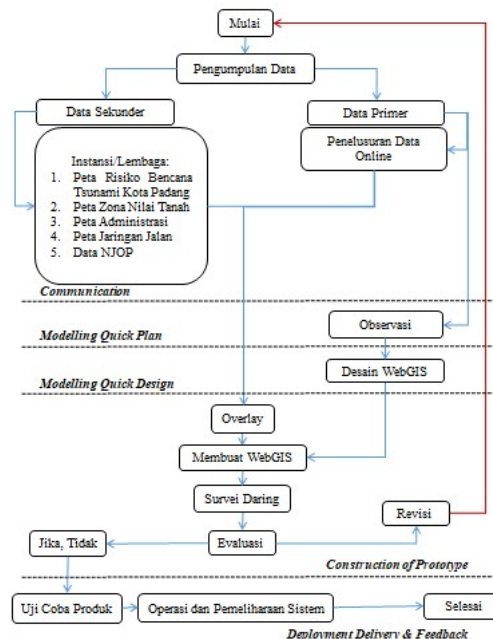 Mulai
Pengumpulan Data
Data Sekunder
Data Primer
Penelusuran Data
Online
Instansi/Lembaga:
1. Peta Risiko Bencana
Tsunami Kota Padang
2. Peta Zona Nilai Tanah
3. Peta Administrasi
4. Peta Jaringan Jalan
5. Data NJOP
Communication
Observasi
Modelling Quick Plan
Desain WebGIS
Modelling Quick Design
Overlay
Membuat WebGIS
Survei Daring
Revisi
Jika, Tidak
Evaluasi
Construction of Prototype
Uji Coba Produk
Operasi dan Pemeliharaan Sistem
Selesai
Deployment Delivery & Feedback